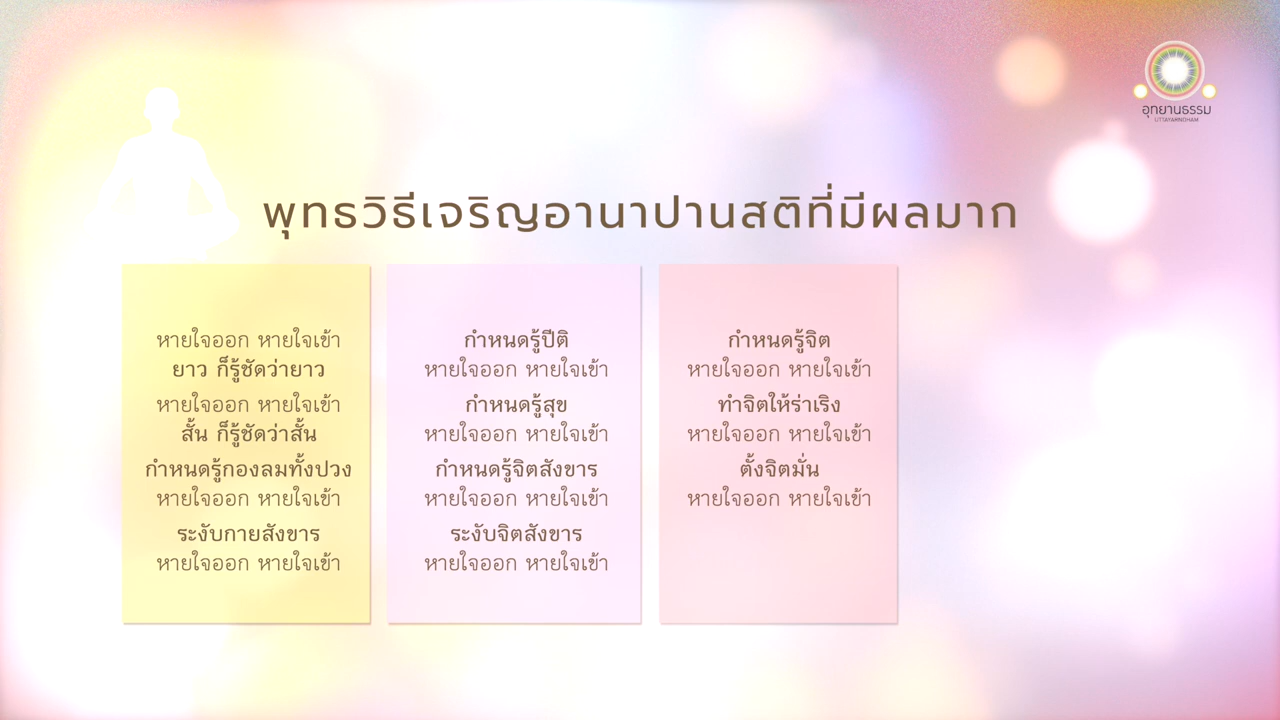 อุทยานธรรม
UTTAYARNDHAM
พุทธวิธีเจริญอานาปานสติที่มีผลมาก
หายใจออก หายใจเข้า
ยาว ก็รู้ชัดว่ายาว
หายใจออก หายใจเข้า
สั้น ก็รู้ชัดว่าสั้น
กำหนดรู้กองลมทั้งปวง
หายใจออก หายใจเข้า
ระงับกายสังขาร
หายใจออก หายใจเข้า
กำหนดรู้ปีติ
หายใจออก หายใจเข้า
กำหนดรู้สุข
หายใจออก หายใจเข้า
กำหนดรู้จิตสังขาร
หายใจออก หายใจเข้า
ระงับจิตสังขาร
หายใจออก หายใจเข้า
กำหนดรู้จิต
หายใจออก หายใจเข้า
ทำจิตให้ร่าเริง
หายใจออก หายใจเข้า
ตั้งจิตมั่น
หายใจออก หายใจเข้า